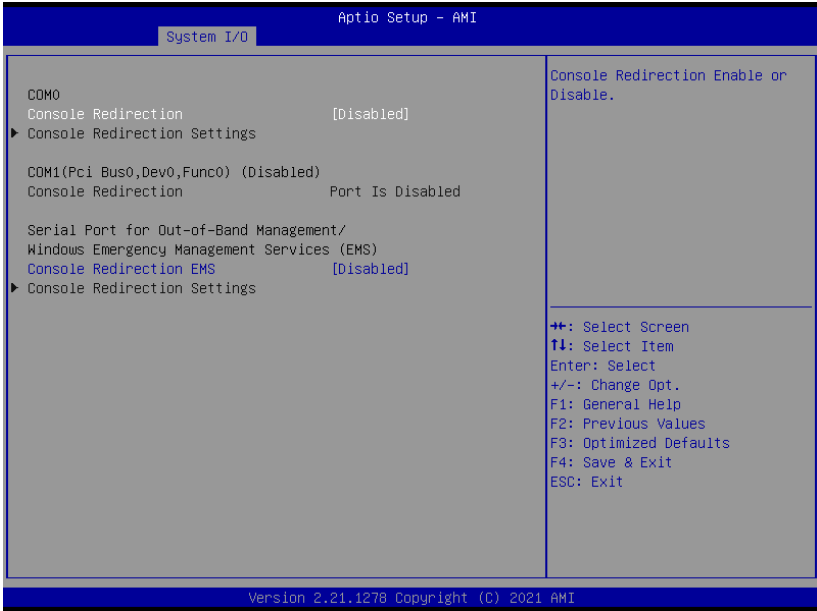 Aptio Setup – AMI
System I/O
COM0
Console Redirection [Disabled]
▶ Console Redirection Settings
COM1(Pci Bus0,Dev0,Func0) (Disabled)
Console Redirection Port Is Disabled
Serial Port for Out-of-Band Management/
Windows Emergency Management Services (EMS)
Console Redirection EMS [Disabled]
▶ Console Redirection Settings
Console Redirection Enable or
Disable.
→←: Select Screen
↑↓: Select Item
Enter: Select
+/-: Change Opt.
F1: General Help
F2: Previous Values
F3: Optimized Defaults
F4: Save & Exit
ESC: Exit
Version 2.21.1278 Copyright (C) 2021 AMI